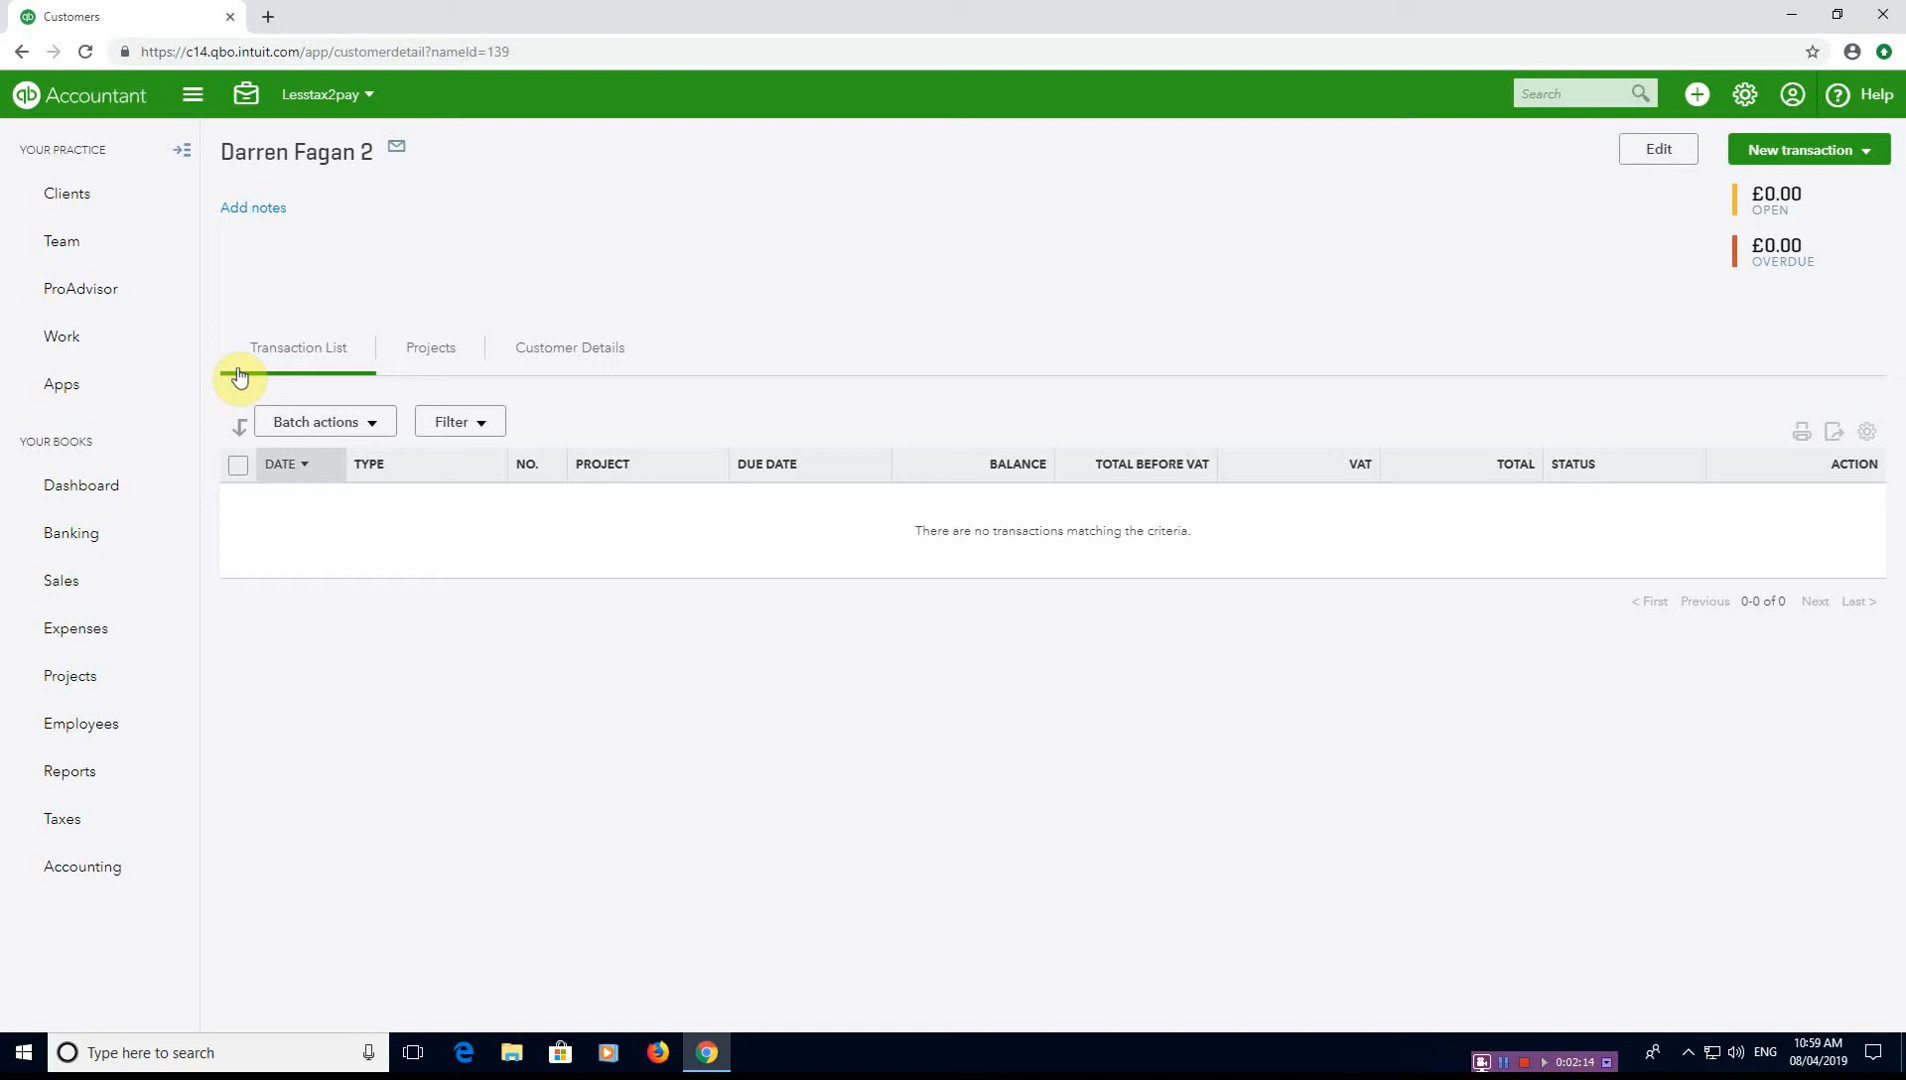 Customers
https://c14.qbo.intuit.com/app/customerdetail?nameId=139
qb Accountant
Lesstax2pay
Search
Help
YOUR PRACTICE
Clients
Team
ProAdvisor
Work
Apps
YOUR BOOKS
Dashboard
Banking
Sales
Expenses
Projects
Employees
Reports
Taxes
Accounting
Darren Fagan 2
Edit
New transaction
Add notes
£0.00
OPEN
£0.00
OVERDUE
Transaction List
Projects
Customer Details
Batch actions
Filter
DATE TYPE NO. PROJECT DUE DATE BALANCE TOTAL BEFORE VAT VAT TOTAL STATUS ACTION
There are no transactions matching the criteria.
< First Previous 0-0 of 0 Next Last >
Type here to search
0:02:14
ENG
10:59 AM
08/04/2019